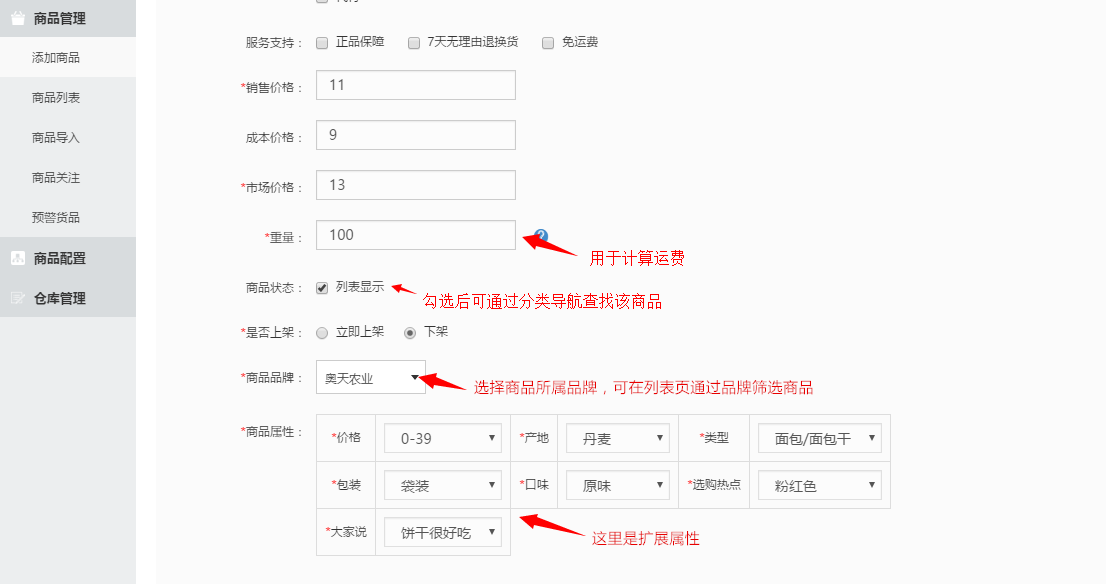 商品管理
添加商品
商品列表
商品导入
商品关注
预警货品
商品配置
仓库管理
服务支持： 正品保障 7天无理由退换货 免运费
*销售价格： 11
成本价格： 9
*市场价格： 13
*重量： 100
用于计算运费
商品状态： 列表显示
勾选后可通过分类导航查找该商品
*是否上架： 立即上架 下架
*商品品牌： 奥天农业
选择商品所属品牌，可在列表页通过品牌筛选商品
*商品属性： *价格 0-39 *产地 丹麦 *类型 面包/面包干
*包装 袋装 *口味 原味 *选购热点 粉红色
*大家说 饼干很好吃
这里是扩展属性